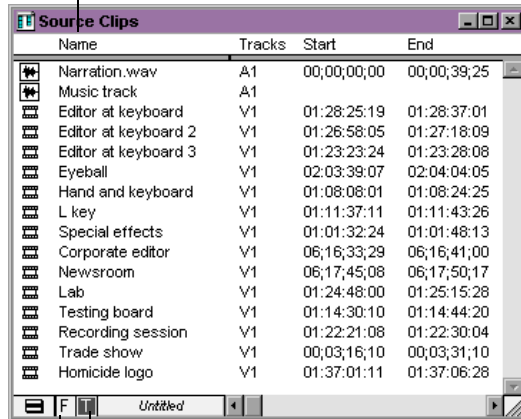 Source Clips
Name Tracks Start End
Narration.wav A1 00;00;00;00 00;00;39;25
Music track A1
Editor at keyboard V1 01:28:25:19 01:28:37:01
Editor at keyboard 2 V1 01:26:58:05 01:27:18:09
Editor at keyboard 3 V1 01:23:23:24 01:23:28:08
Eyeball V1 02:03:39:07 02:04:04:05
Hand and keyboard V1 01:08:08:01 01:08:24:25
L key V1 01:11:37:11 01:11:43:26
Special effects V1 01:01:32:24 01:01:48:13
Corporate editor V1 06;16;33;29 06;16;41;00
Newsroom V1 06;17;45;08 06;17;50;17
Lab V1 01:24:48:00 01:25:15:28
Testing board V1 01:14:30:10 01:14:44:20
Recording session V1 01:22:21:08 01:22:30:04
Trade show V1 00;03;16;10 00;03;31;10
Homicide logo V1 01:37:01:11 01:37:06:28
F T Untitled